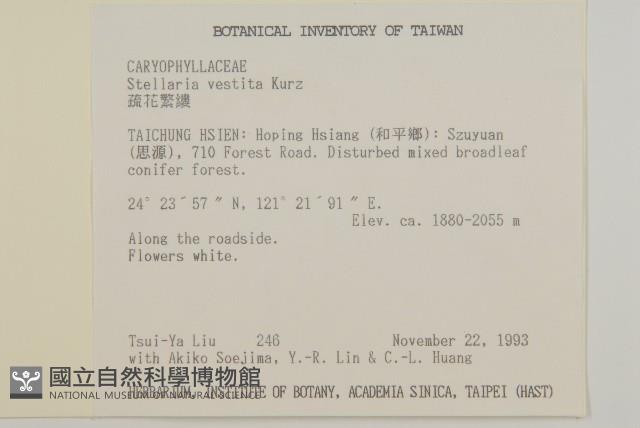 BOTANICAL INVENTORY OF TAIWAN
CARYOPHYLLACEAE
Stellaria vestita Kurz
疏花繁縷
TAICHUNG HSIEN: Hoping Hsiang (和平鄉): Szuyuan
(思源), 710 Forest Road. Disturbed mixed broadleaf
conifer forest.
24° 23´57 ″ N, 121° 21´91 ″ E.
Elev. ca. 1880-2055 m
Along the roadside.
Flowers white.
Tsui-Ya Liu 246 November 22, 1993
with Akiko Soejima, Y.-R. Lin & C.-L. Huang
國立自然科學博物館
NATIONAL MUSEUM OF NATURAL SCIENCE
HERBARIUM, INSTITUTE OF BOTANY, ACADEMIA SINICA, TAIPEI (HAST)